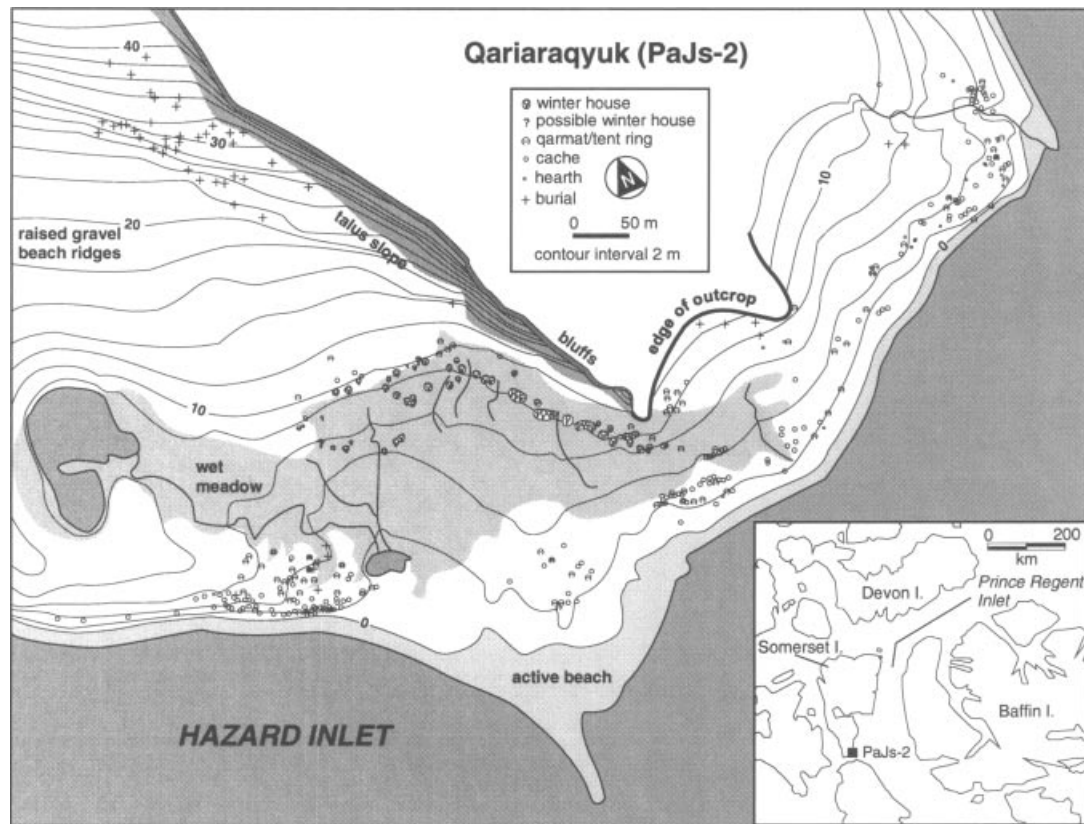 Qariaraqyuk (PaJs-2)
winter house
? possible winter house
qarmat/tent ring
cache
hearth
+ burial
N
0 50 m
contour interval 2 m
40
30
raised gravel
beach ridges
20
talus slope
bluffs
edge of outcrop
10
0
10
wet
meadow
0
active beach
HAZARD INLET
0 200
km
Prince Regent
Inlet
Devon I.
Somerset I.
Baffin I.
PaJs-2